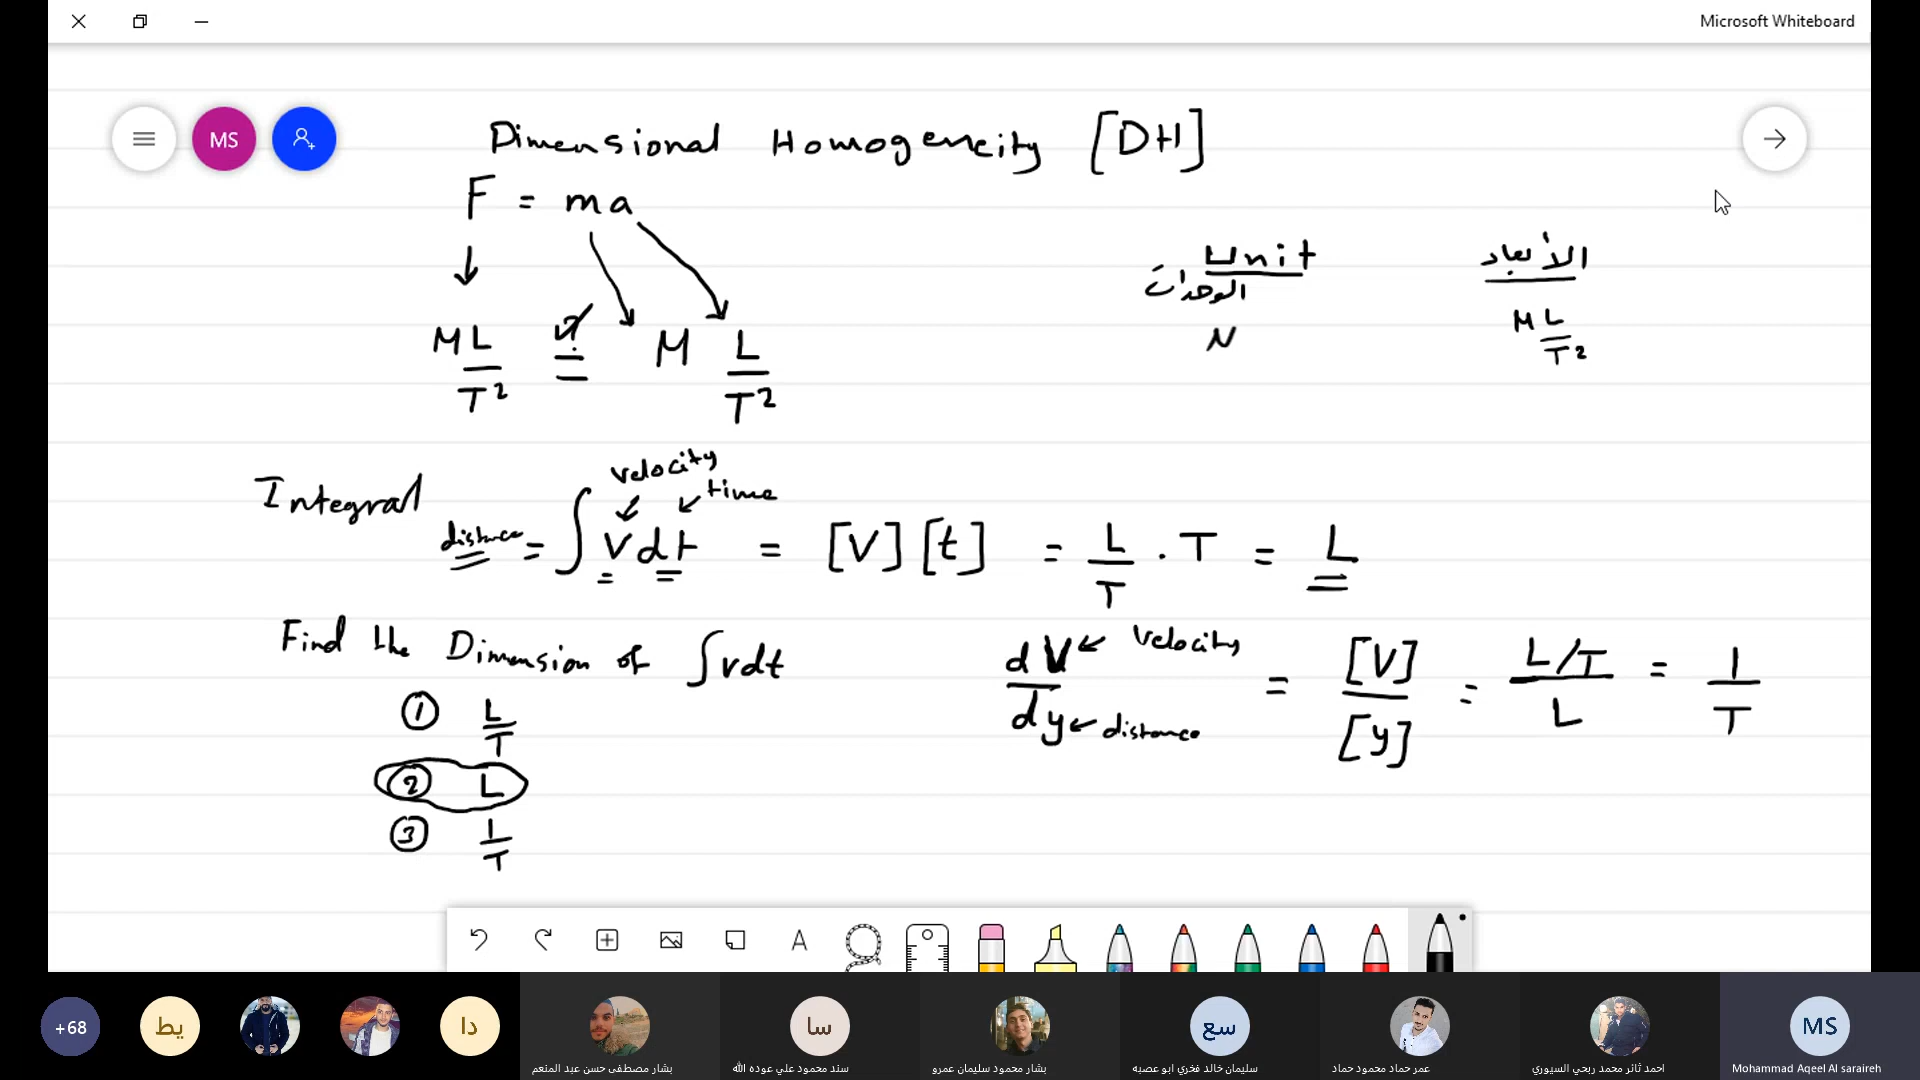 Microsoft Whiteboard
MS
Dimensional Homogeneity [DH]
F = ma
Unit
الوحدات
N
الأبعاد
M L / T²
M L / T² = M L / T²
Integral
velocity
time
distance = ∫ V dt = [V] [t] = L / T . T = L
Find the Dimension of ∫ v dt
① L / T
② L
③ 1 / T
dV / dy = [V] / [y] = L/T / L = 1 / T
velocity
distance
+68
يط
دا
سا
سع
MS
بشار مصطفى حسن عبد المنعم
سند محمود علي عوده الله
بشار محمود سليمان عمرو
سليمان خالد فخري ابو عصبه
عمر حماد محمود حماد
احمد ثائر محمد ربحي السيوري
Mohammad Aqeel Al saraireh